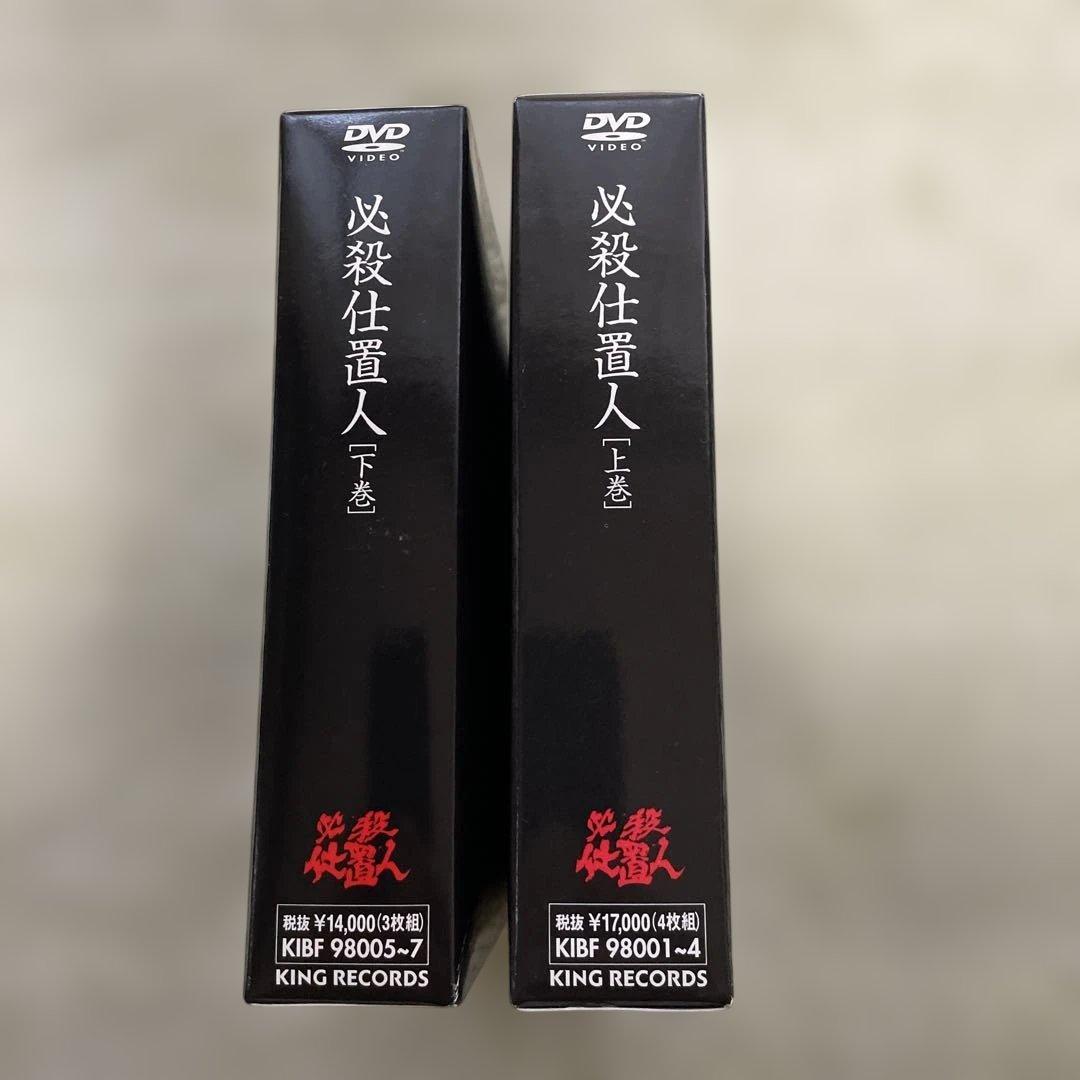 DVD
VIDEO
必殺仕置人[下巻]
必殺
仕置人
税抜 ¥14,000(3枚組)
KIBF 98005~7
KING RECORDS
DVD
VIDEO
必殺仕置人[上巻]
必殺
仕置人
税抜 ¥17,000(4枚組)
KIBF 98001~4
KING RECORDS